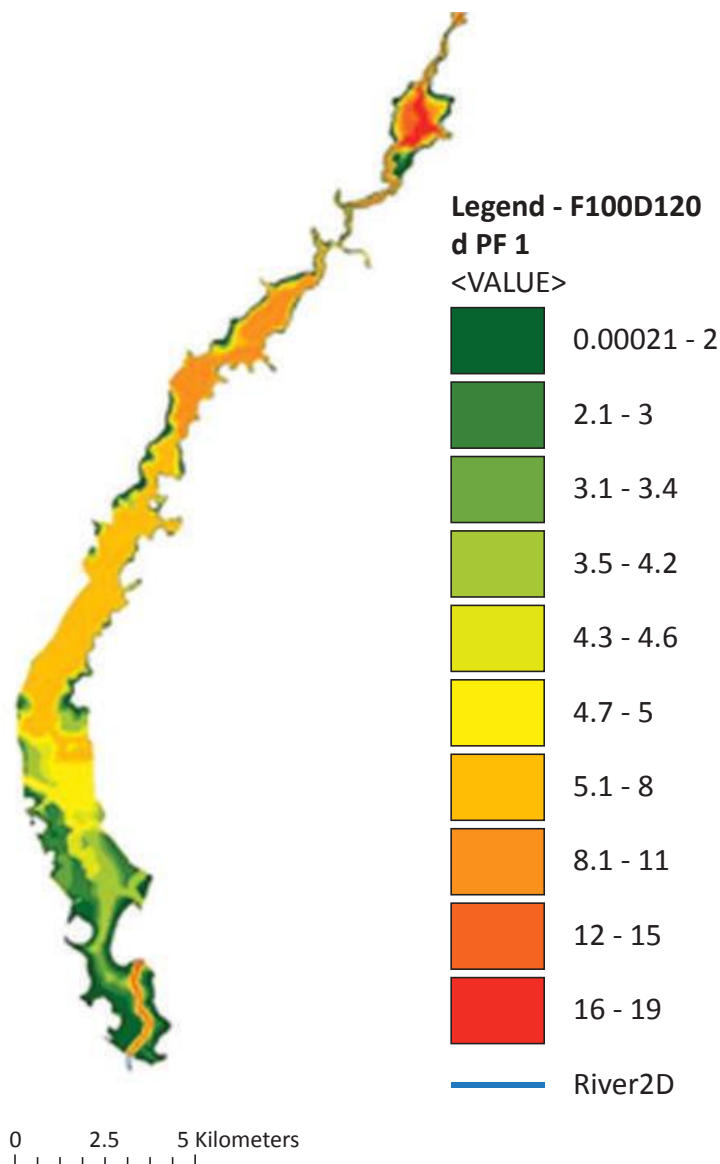 Legend - F100D120
d PF 1
<VALUE>
0.00021 - 2
2.1 - 3
3.1 - 3.4
3.5 - 4.2
4.3 - 4.6
4.7 - 5
5.1 - 8
8.1 - 11
12 - 15
16 - 19
River2D
0 2.5 5 Kilometers